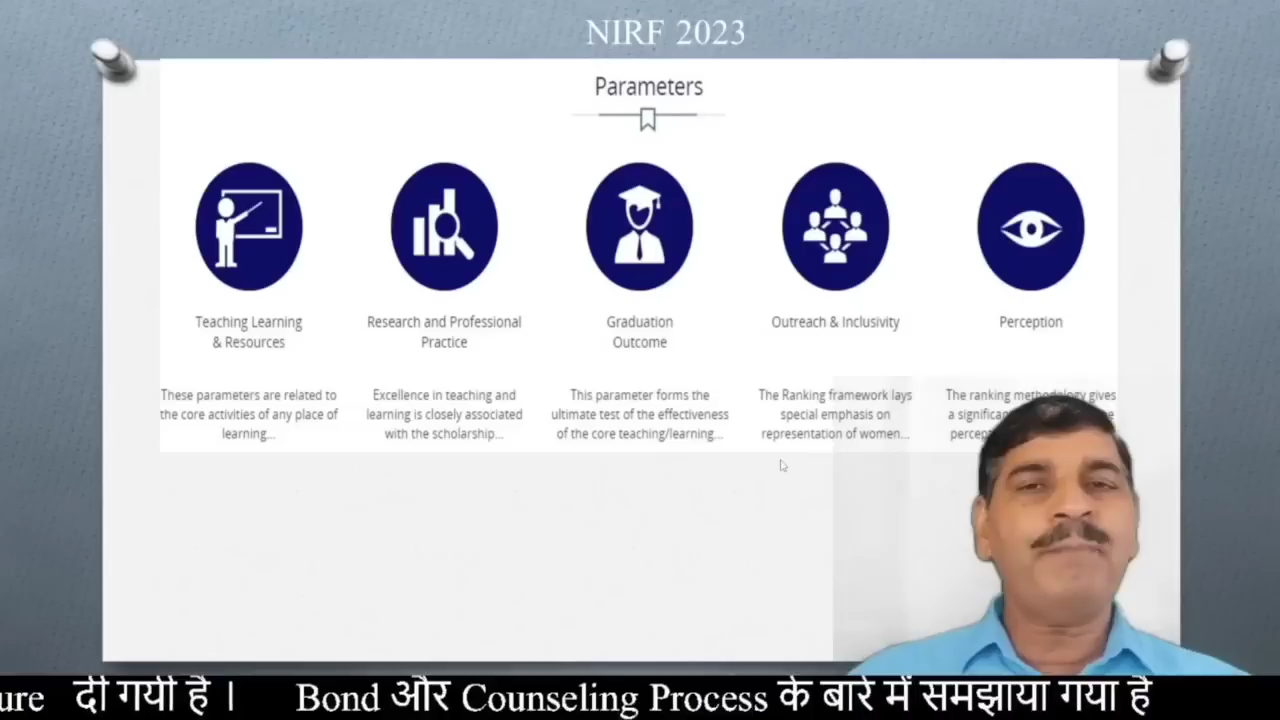 NIRF 2023
Parameters
Teaching Learning
& Resources
Research and Professional
Practice
Graduation
Outcome
Outreach & Inclusivity
Perception
These parameters are related to
the core activities of any place of
learning...
Excellence in teaching and
learning is closely associated
with the scholarship...
This parameter forms the
ultimate test of the effectiveness
of the core teaching/learning...
The Ranking framework lays
special emphasis on
representation of women...
The ranking methodology gives
a
ure दी गयी है। Bond और Counseling Process के बारे में समझाया गया है